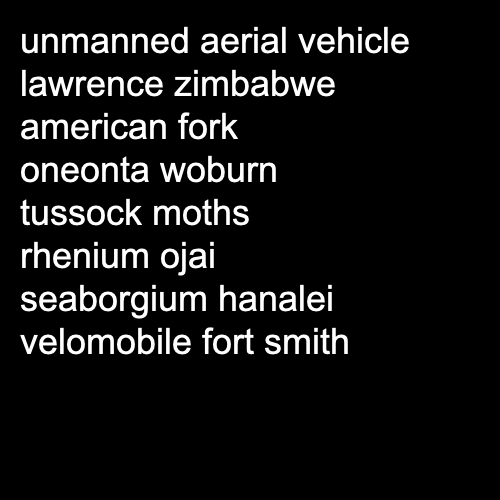 unmanned aerial vehicle
lawrence zimbabwe
american fork
oneonta woburn
tussock moths
rhenium ojai
seaborgium hanalei
velomobile fort smith